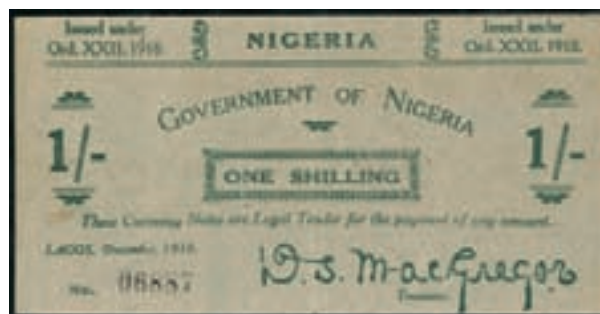 Issued under NIGERIA Issued under
Ord. XXII, 1918. Ord. XXII, 1918.
GOVERNMENT OF NIGERIA
1/- 1/-
ONE SHILLING
These Currency Notes are Legal Tender for the payment of any amount.
LAGOS, December, 1918.
No. 06887 D. S. MacGregor